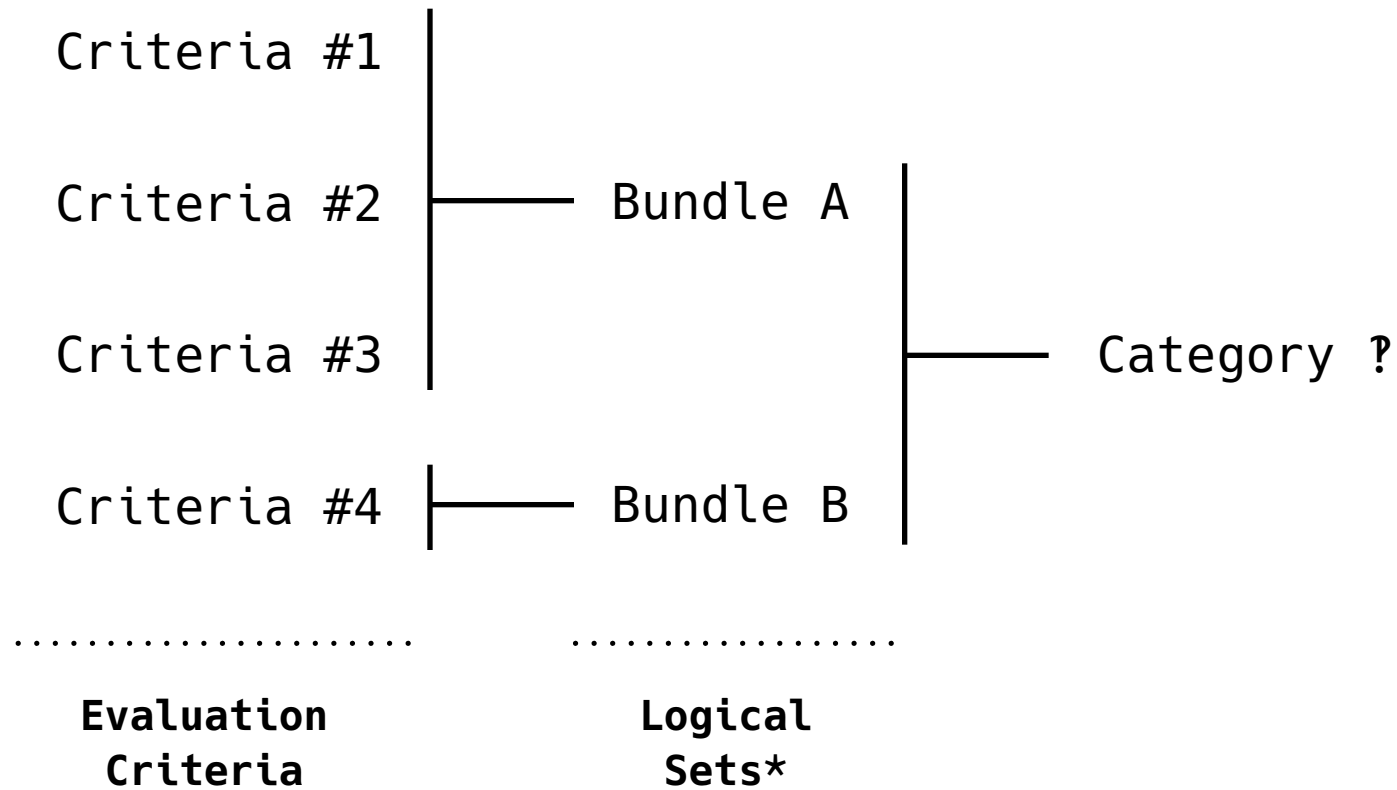 Criteria #1
Criteria #2
Bundle A
Criteria #3
Category ‽
Criteria #4
Bundle B
Evaluation
Criteria
Logical
Sets*